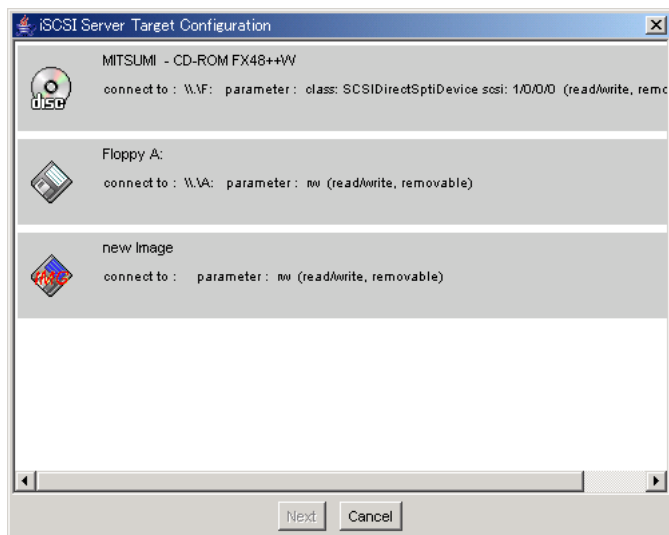 iSCSI Server Target Configuration
MITSUMI - CD-ROM FX48++W
connect to : \\.\F: parameter : class: SCSIDirectSptiDevice scsi: 1/0/0/0 (read/write, remo
disc
Floppy A:
connect to : \\.\A: parameter : rw (read/write, removable)
new Image
connect to : parameter : rw (read/write, removable)
IMG
Next
Cancel